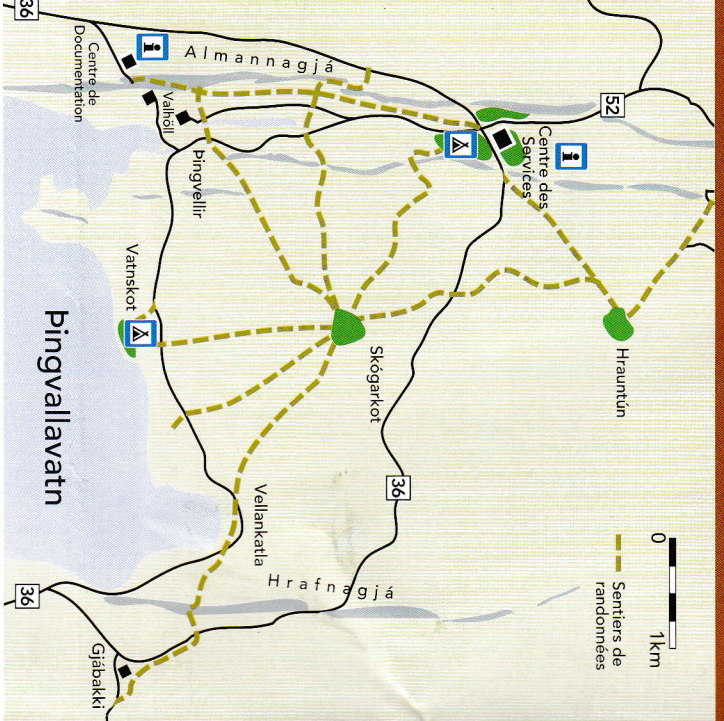 0 1km
Sentiers de
randonnées
Hrauntún
52
i
Centre des
Services
36
Skógarkot
Hrafnagjá
Almannagjá
Vellankatla
Þingvellir
Valhöll
i
Vatnskot
Gjábakki
Centre de
Documentation
Þingvallavatn
36
36